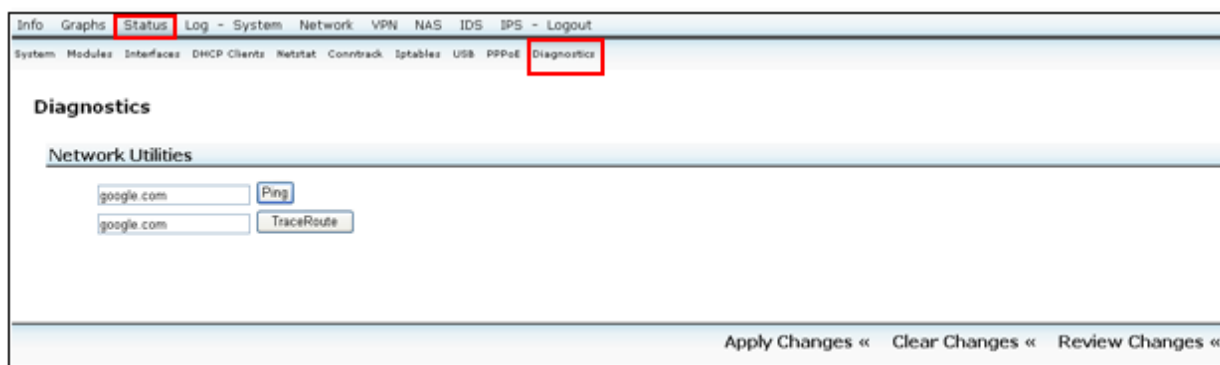 Info Graphs Status Log - System Network VPN NAS IDS IPS - Logout
System Modules Interfaces DHCP Clients Netstat Conntrack Iptables USB PPPoE Diagnostics
Diagnostics
Network Utilities
google.com Ping
google.com TraceRoute
Apply Changes « Clear Changes « Review Changes «